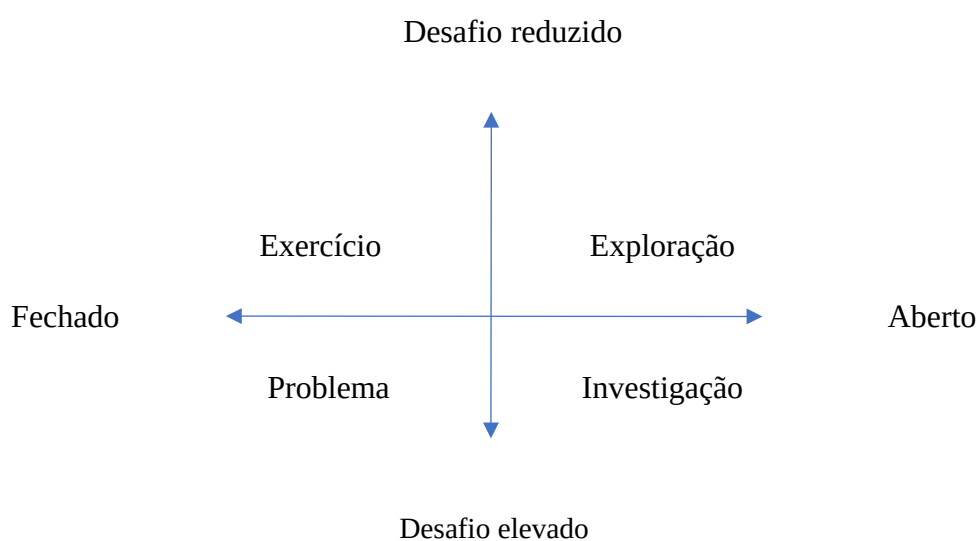 Desafio reduzido
Exercício Exploração
Fechado Aberto
Problema Investigação
Desafio elevado